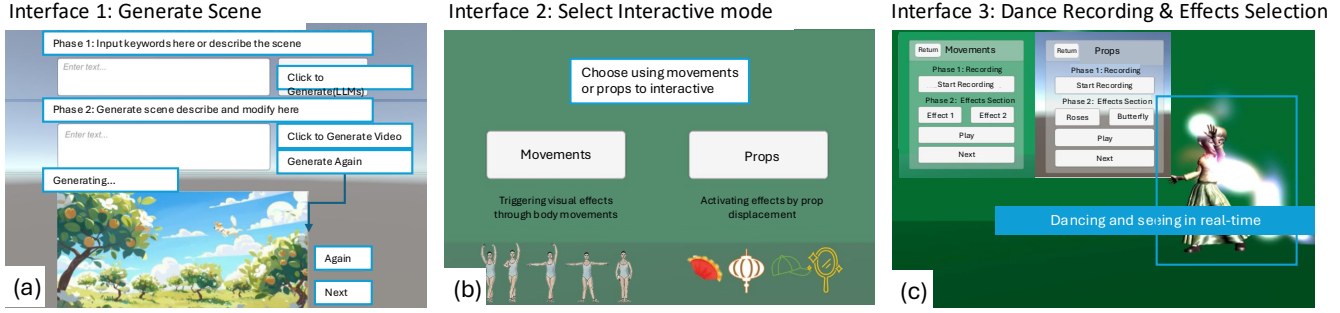 Interface 1: Generate Scene
Phase 1: Input keywords here or describe the scene
Enter text...
Click to
Generate(LLMs)
Phase 2: Generate scene describe and modify here
Enter text...
Click to Generate Video
Generate Again
Generating...
Again
Next
(a)
Interface 2: Select Interactive mode
Choose using movements
or props to interactive
Movements
Props
Triggering visual effects
through body movements
Activating effects by prop
displacement
(b)
Interface 3: Dance Recording & Effects Selection
Return
Movements
Phase 1: Recording
Start Recording
Phase 2: Effects Section
Effect 1
Effect 2
Play
Next
Return
Props
Phase 1: Recording
Start Recording
Phase 2: Effects Section
Roses
Butterfly
Play
Next
Dancing and seeing in real-time
(c)